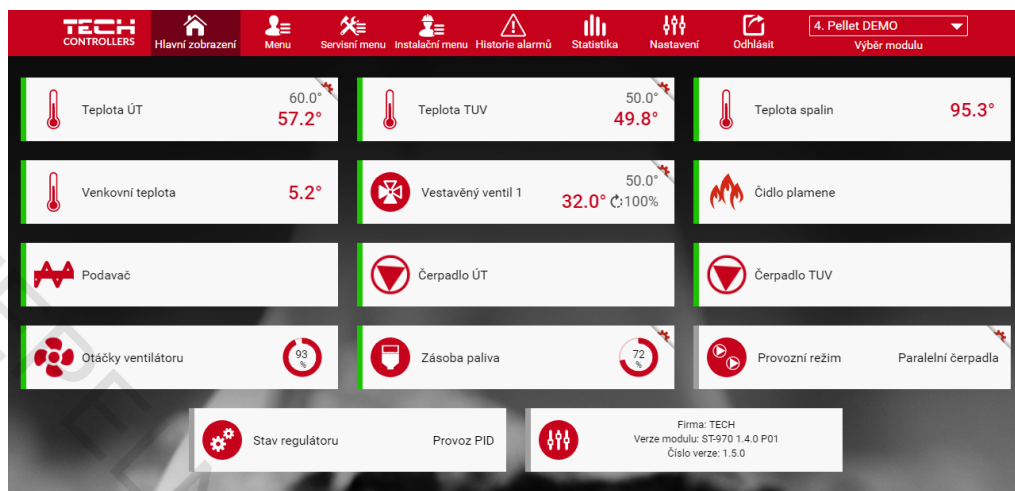 TECH
CONTROLLERS
Hlavní zobrazení
Menu
Servisní menu
Instalační menu
Historie alarmů
Statistika
Nastavení
Odhlásit
4. Pellet DEMO
Výběr modulu
Teplota ÚT
60.0°
57.2°
Teplota TUV
50.0°
49.8°
Teplota spalin
95.3°
Venkovní teplota
5.2°
Vestavěný ventil 1
50.0°
32.0° 100%
Čidlo plamene
Podavač
Čerpadlo ÚT
Čerpadlo TUV
Otáčky ventilátoru
93
%
Zásoba paliva
72
%
Provozní režim
Paralelní čerpadla
Stav regulátoru
Provoz PID
Firma: TECH
Verze modulu: ST-970 1.4.0 P01
Číslo verze: 1.5.0